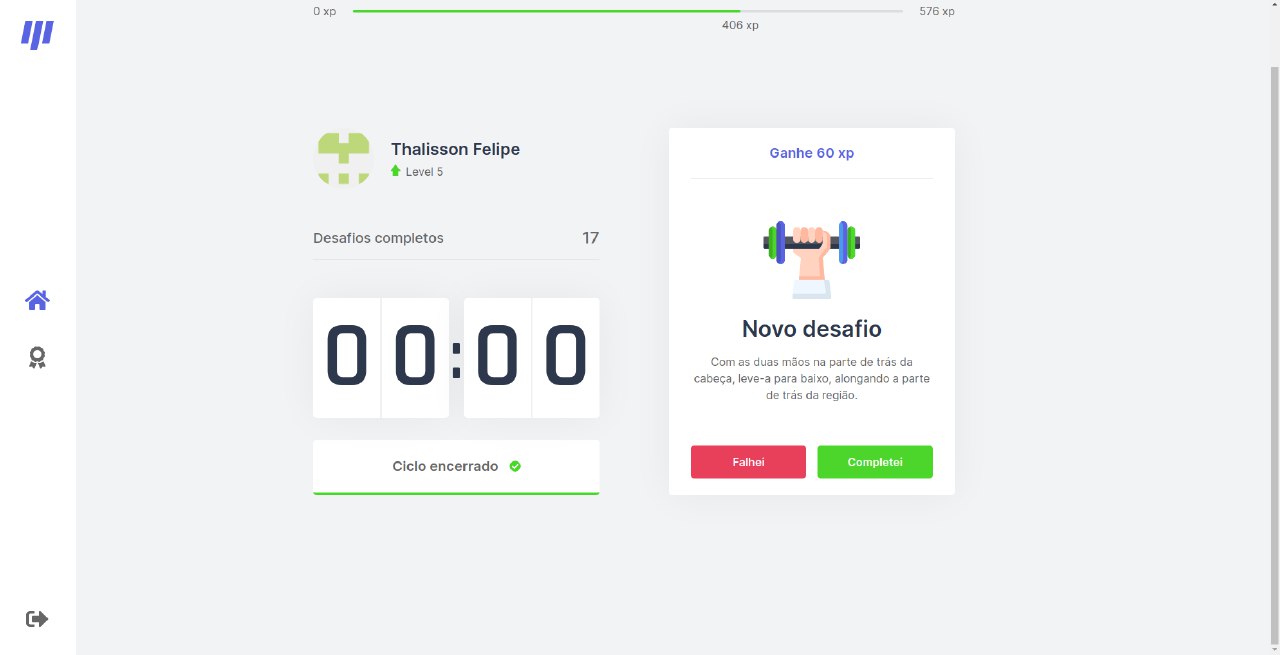 0 xp
576 xp
406 xp
Thalisson Felipe
Level 5
Desafios completos
17
00:00
Ciclo encerrado
Ganhe 60 xp
Novo desafio
Com as duas mãos na parte de trás da
cabeça, leve-a para baixo, alongando a parte
de trás da região.
Falhei
Completei